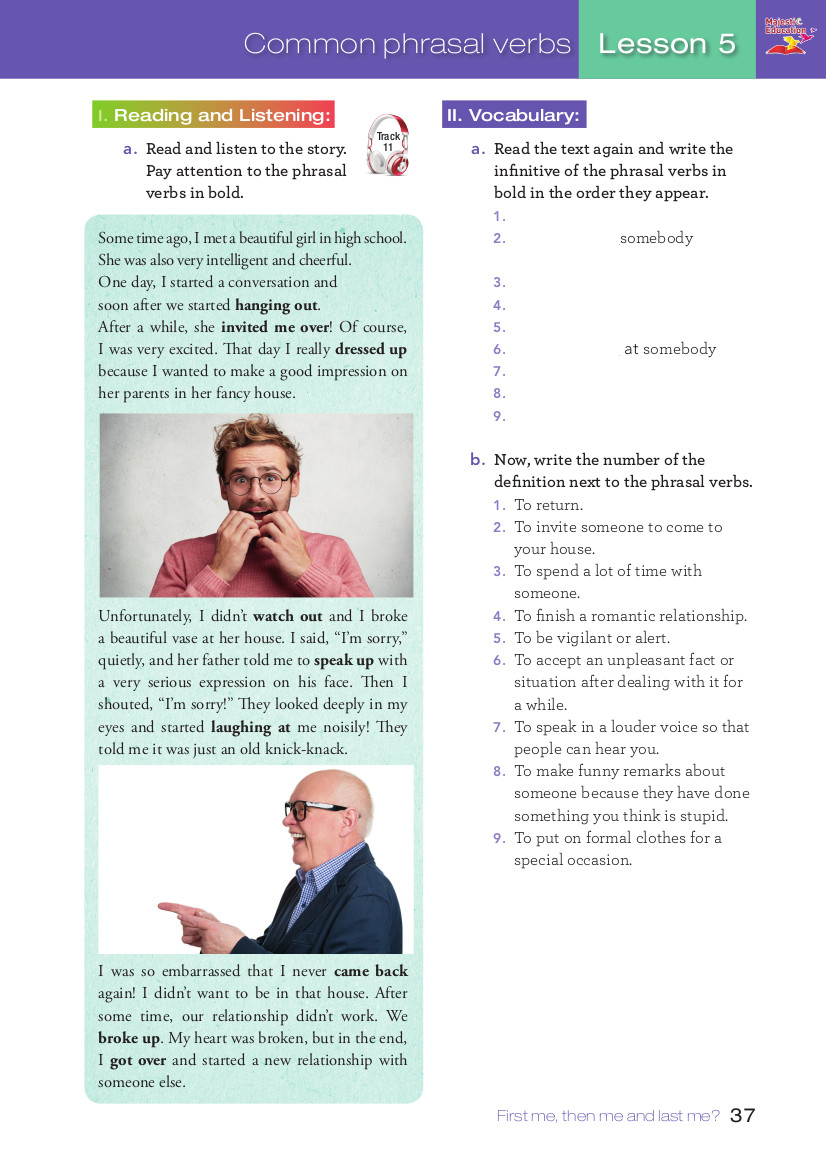 Common phrasal verbs Lesson 5
Majestic
Education
I. Reading and Listening:
Track
11
a. Read and listen to the story.
Pay attention to the phrasal
verbs in bold.
Some time ago, I met a beautiful girl in high school.
She was also very intelligent and cheerful.
One day, I started a conversation and
soon after we started hanging out.
After a while, she invited me over! Of course,
I was very excited. That day I really dressed up
because I wanted to make a good impression on
her parents in her fancy house.
Unfortunately, I didn't watch out and I broke
a beautiful vase at her house. I said, "I'm sorry,"
quietly, and her father told me to speak up with
a very serious expression on his face. Then I
shouted, "I'm sorry!" They looked deeply in my
eyes and started laughing at me noisily! They
told me it was just an old knick-knack.
I was so embarrassed that I never came back
again! I didn't want to be in that house. After
some time, our relationship didn't work. We
broke up. My heart was broken, but in the end,
I got over and started a new relationship with
someone else.
II. Vocabulary:
a. Read the text again and write the
infinitive of the phrasal verbs in
bold in the order they appear.
1.
2. somebody
3.
4.
5.
6. at somebody
7.
8.
9.
b. Now, write the number of the
definition next to the phrasal verbs.
1. To return.
2. To invite someone to come to
your house.
3. To spend a lot of time with
someone.
4. To finish a romantic relationship.
5. To be vigilant or alert.
6. To accept an unpleasant fact or
situation after dealing with it for
a while.
7. To speak in a louder voice so that
people can hear you.
8. To make funny remarks about
someone because they have done
something you think is stupid.
9. To put on formal clothes for a
special occasion.
First me, then me and last me? 37